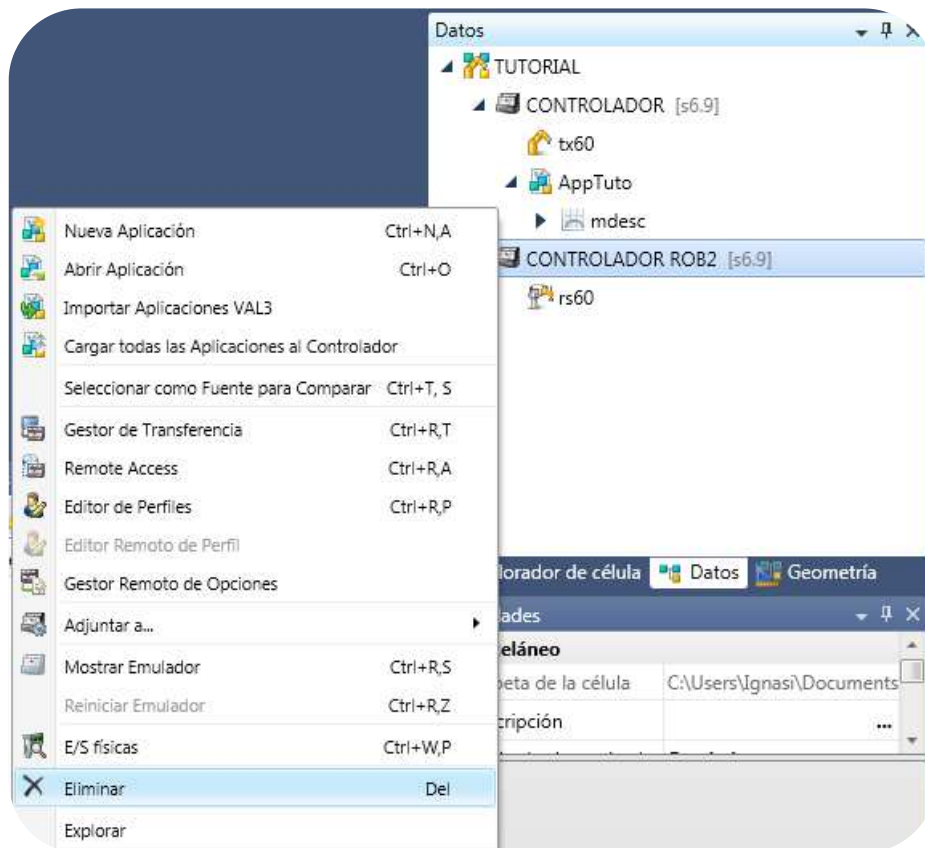 Datos
TUTORIAL
CONTROLADOR [s6.9]
tx60
AppTuto
mdesc
CONTROLADOR ROB2 [s6.9]
rs60
Nueva Aplicación Ctrl+N,A
Abrir Aplicación Ctrl+O
Importar Aplicaciones VAL3
Cargar todas las Aplicaciones al Controlador
Seleccionar como Fuente para Comparar Ctrl+T, S
Gestor de Transferencia Ctrl+R,T
Remote Access Ctrl+R,A
Editor de Perfiles Ctrl+R,P
Editor Remoto de Perfil
Gestor Remoto de Opciones
Adjuntar a...
Mostrar Emulador Ctrl+R,S
Reiniciar Emulador Ctrl+R,Z
E/S físicas Ctrl+W,P
Eliminar Del
Explorar
lorador de célula Datos Geometría
ades
eláneo
eta de la célula C:\Users\Ignasi\Documents
cripción ...